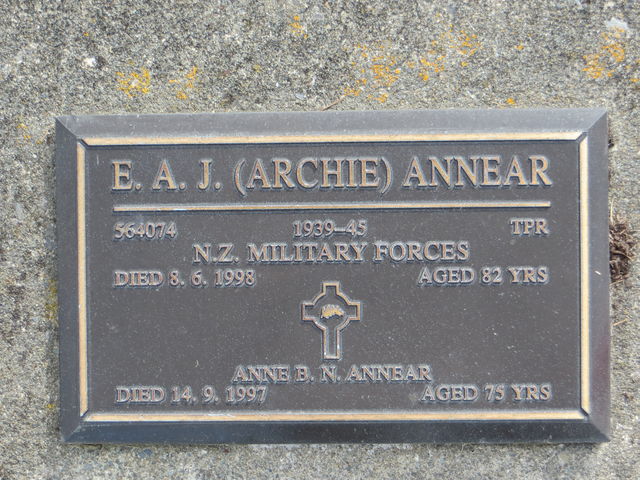 E. A. J. (ARCHIE) ANNEAR
564074 1939-45 TPR
N.Z. MILITARY FORCES
DIED 8. 6. 1998 AGED 82 YRS
ANNE B. N. ANNEAR
DIED 14. 9. 1997 AGED 75 YRS